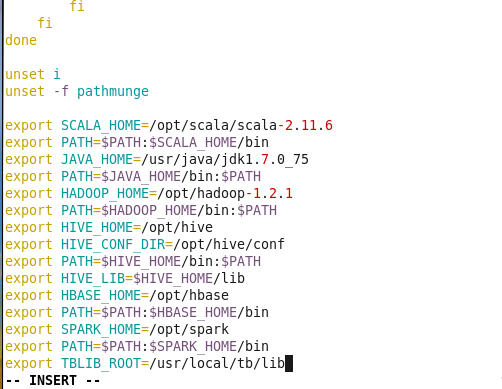 fi
fi
done
unset i
unset -f pathmunge
export SCALA_HOME=/opt/scala/scala-2.11.6
export PATH=$PATH:$SCALA_HOME/bin
export JAVA_HOME=/usr/java/jdk1.7.0_75
export PATH=$JAVA_HOME/bin:$PATH
export HADOOP_HOME=/opt/hadoop-1.2.1
export PATH=$HADOOP_HOME/bin:$PATH
export HIVE_HOME=/opt/hive
export HIVE_CONF_DIR=/opt/hive/conf
export PATH=$HIVE_HOME/bin:$PATH
export HIVE_LIB=$HIVE_HOME/lib
export HBASE_HOME=/opt/hbase
export PATH=$PATH:$HBASE_HOME/bin
export SPARK_HOME=/opt/spark
export PATH=$PATH:$SPARK_HOME/bin
export TBLIB_ROOT=/usr/local/tb/lib
-- INSERT --